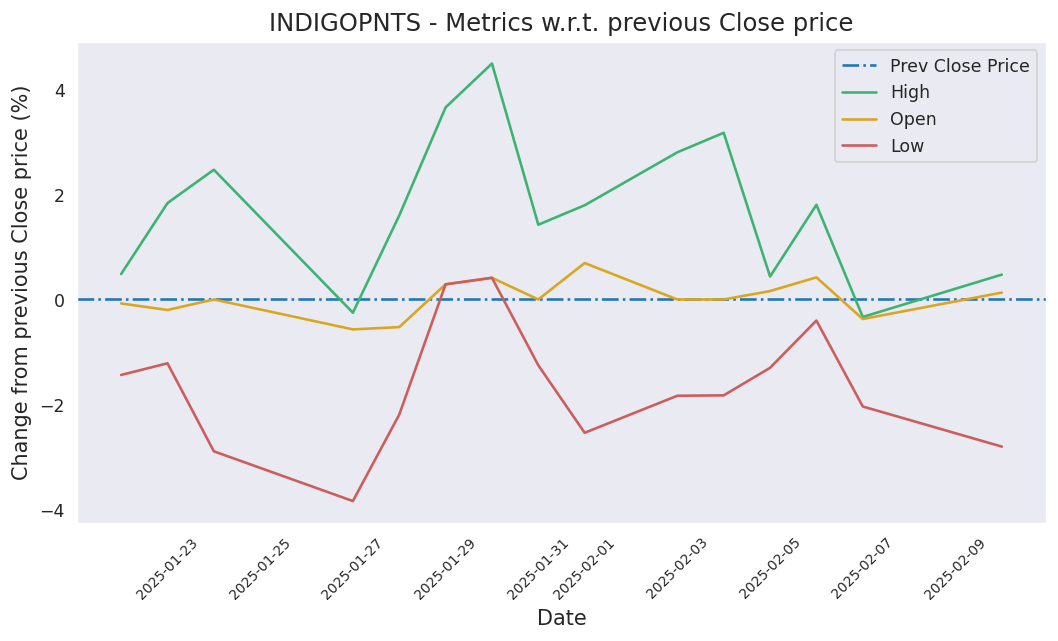 INDIGOPNTS - Metrics w.r.t. previous Close price
Change from previous Close price (%)
4
2
0
−2
−4
Prev Close Price
High
Open
Low
2025-01-23
2025-01-25
2025-01-27
2025-01-29
2025-01-31
2025-02-01
2025-02-03
2025-02-05
2025-02-07
2025-02-09
Date